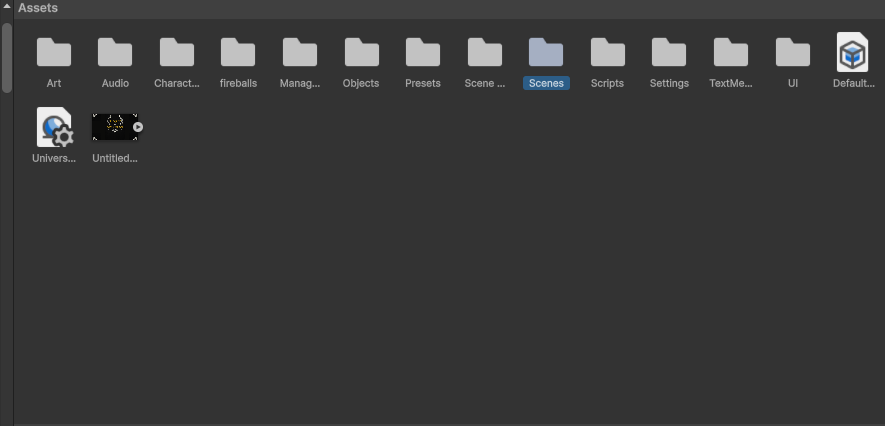 Assets
Art Audio Charact... fireballs Manag... Objects Presets Scene ... Scenes Scripts Settings TextMe... UI Default...
Univers... Untitled...